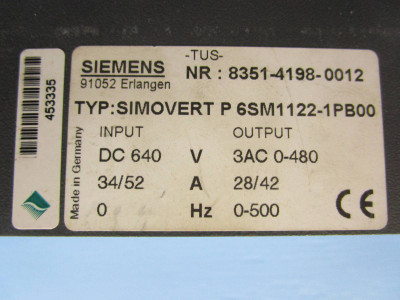 -TUS-
SIEMENS NR : 8351-4198-0012
91052 Erlangen
TYP:SIMOVERT P 6SM1122-1PB00
INPUT OUTPUT
DC 640 V 3AC 0-480
34/52 A 28/42
0 Hz 0-500
CE
453335
Made in Germany